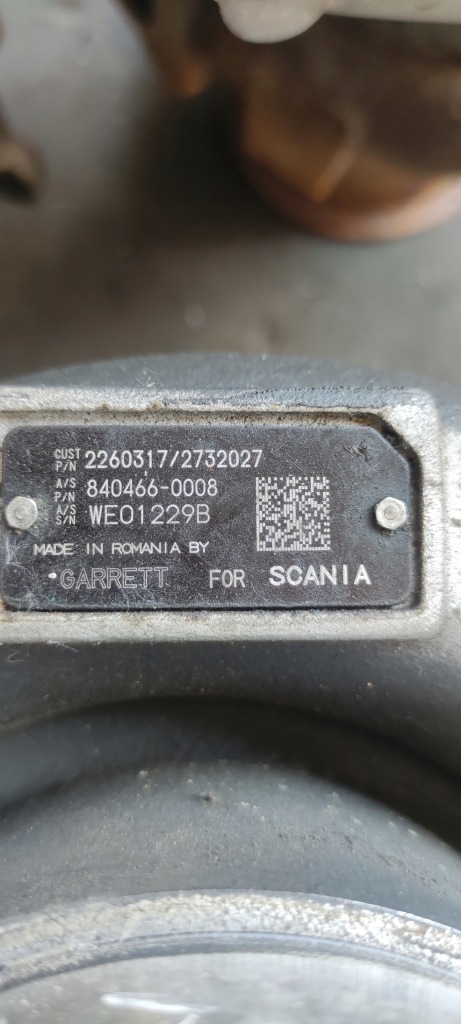 CUST P/N 2260317/2732027
A/S P/N 840466-0008
A/S S/N WE01229B
MADE IN ROMANIA BY
GARRETT FOR SCANIA